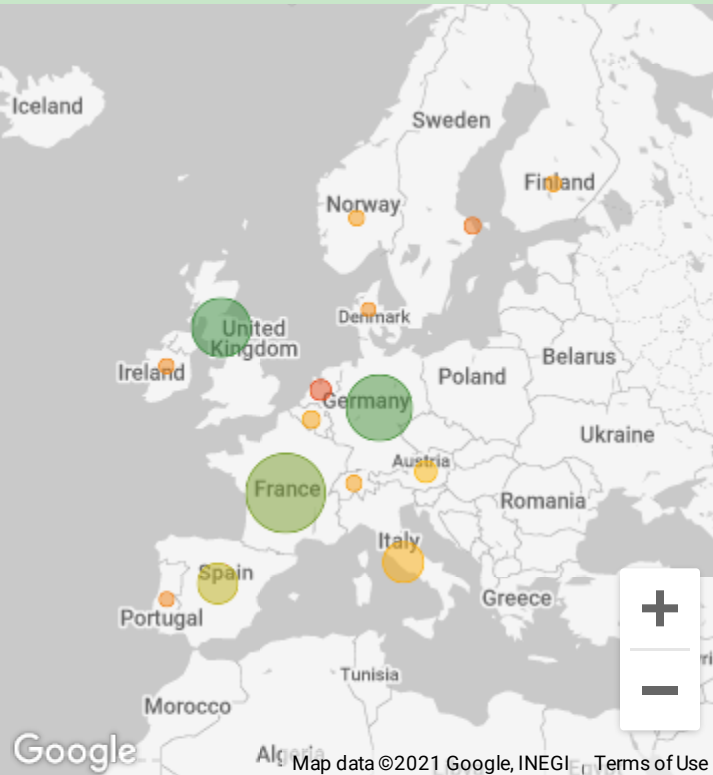 Iceland
Sweden
Finland
Norway
Denmark
United
Kingdom
Ireland
Belarus
Poland
Germany
Ukraine
Austria
France
Romania
Italy
Spain
Greece
Portugal
Tunisia
Morocco
Google
Algeria
Map data ©2021 Google, INEGI
Terms of Use